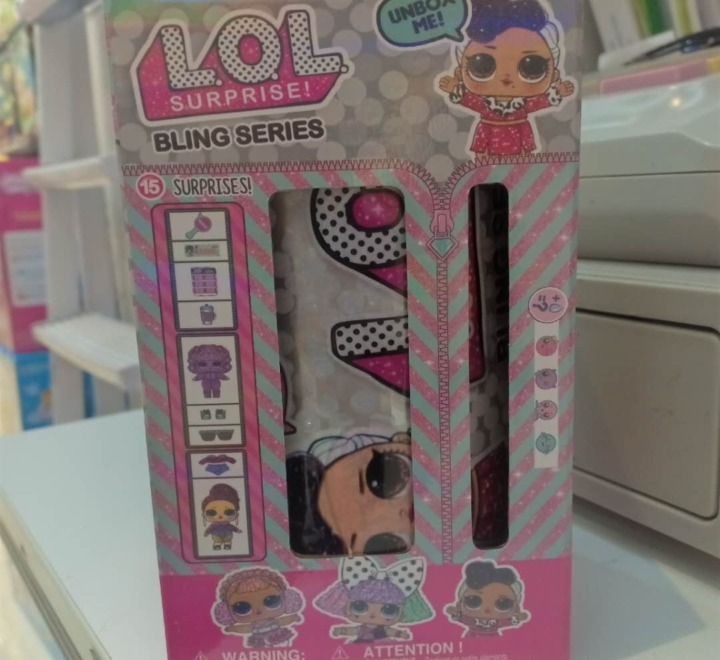 UNBOX
ME!
L.O.L
SURPRISE!
BLING SERIES
15 SURPRISES!
WARNING:
ATTENTION !